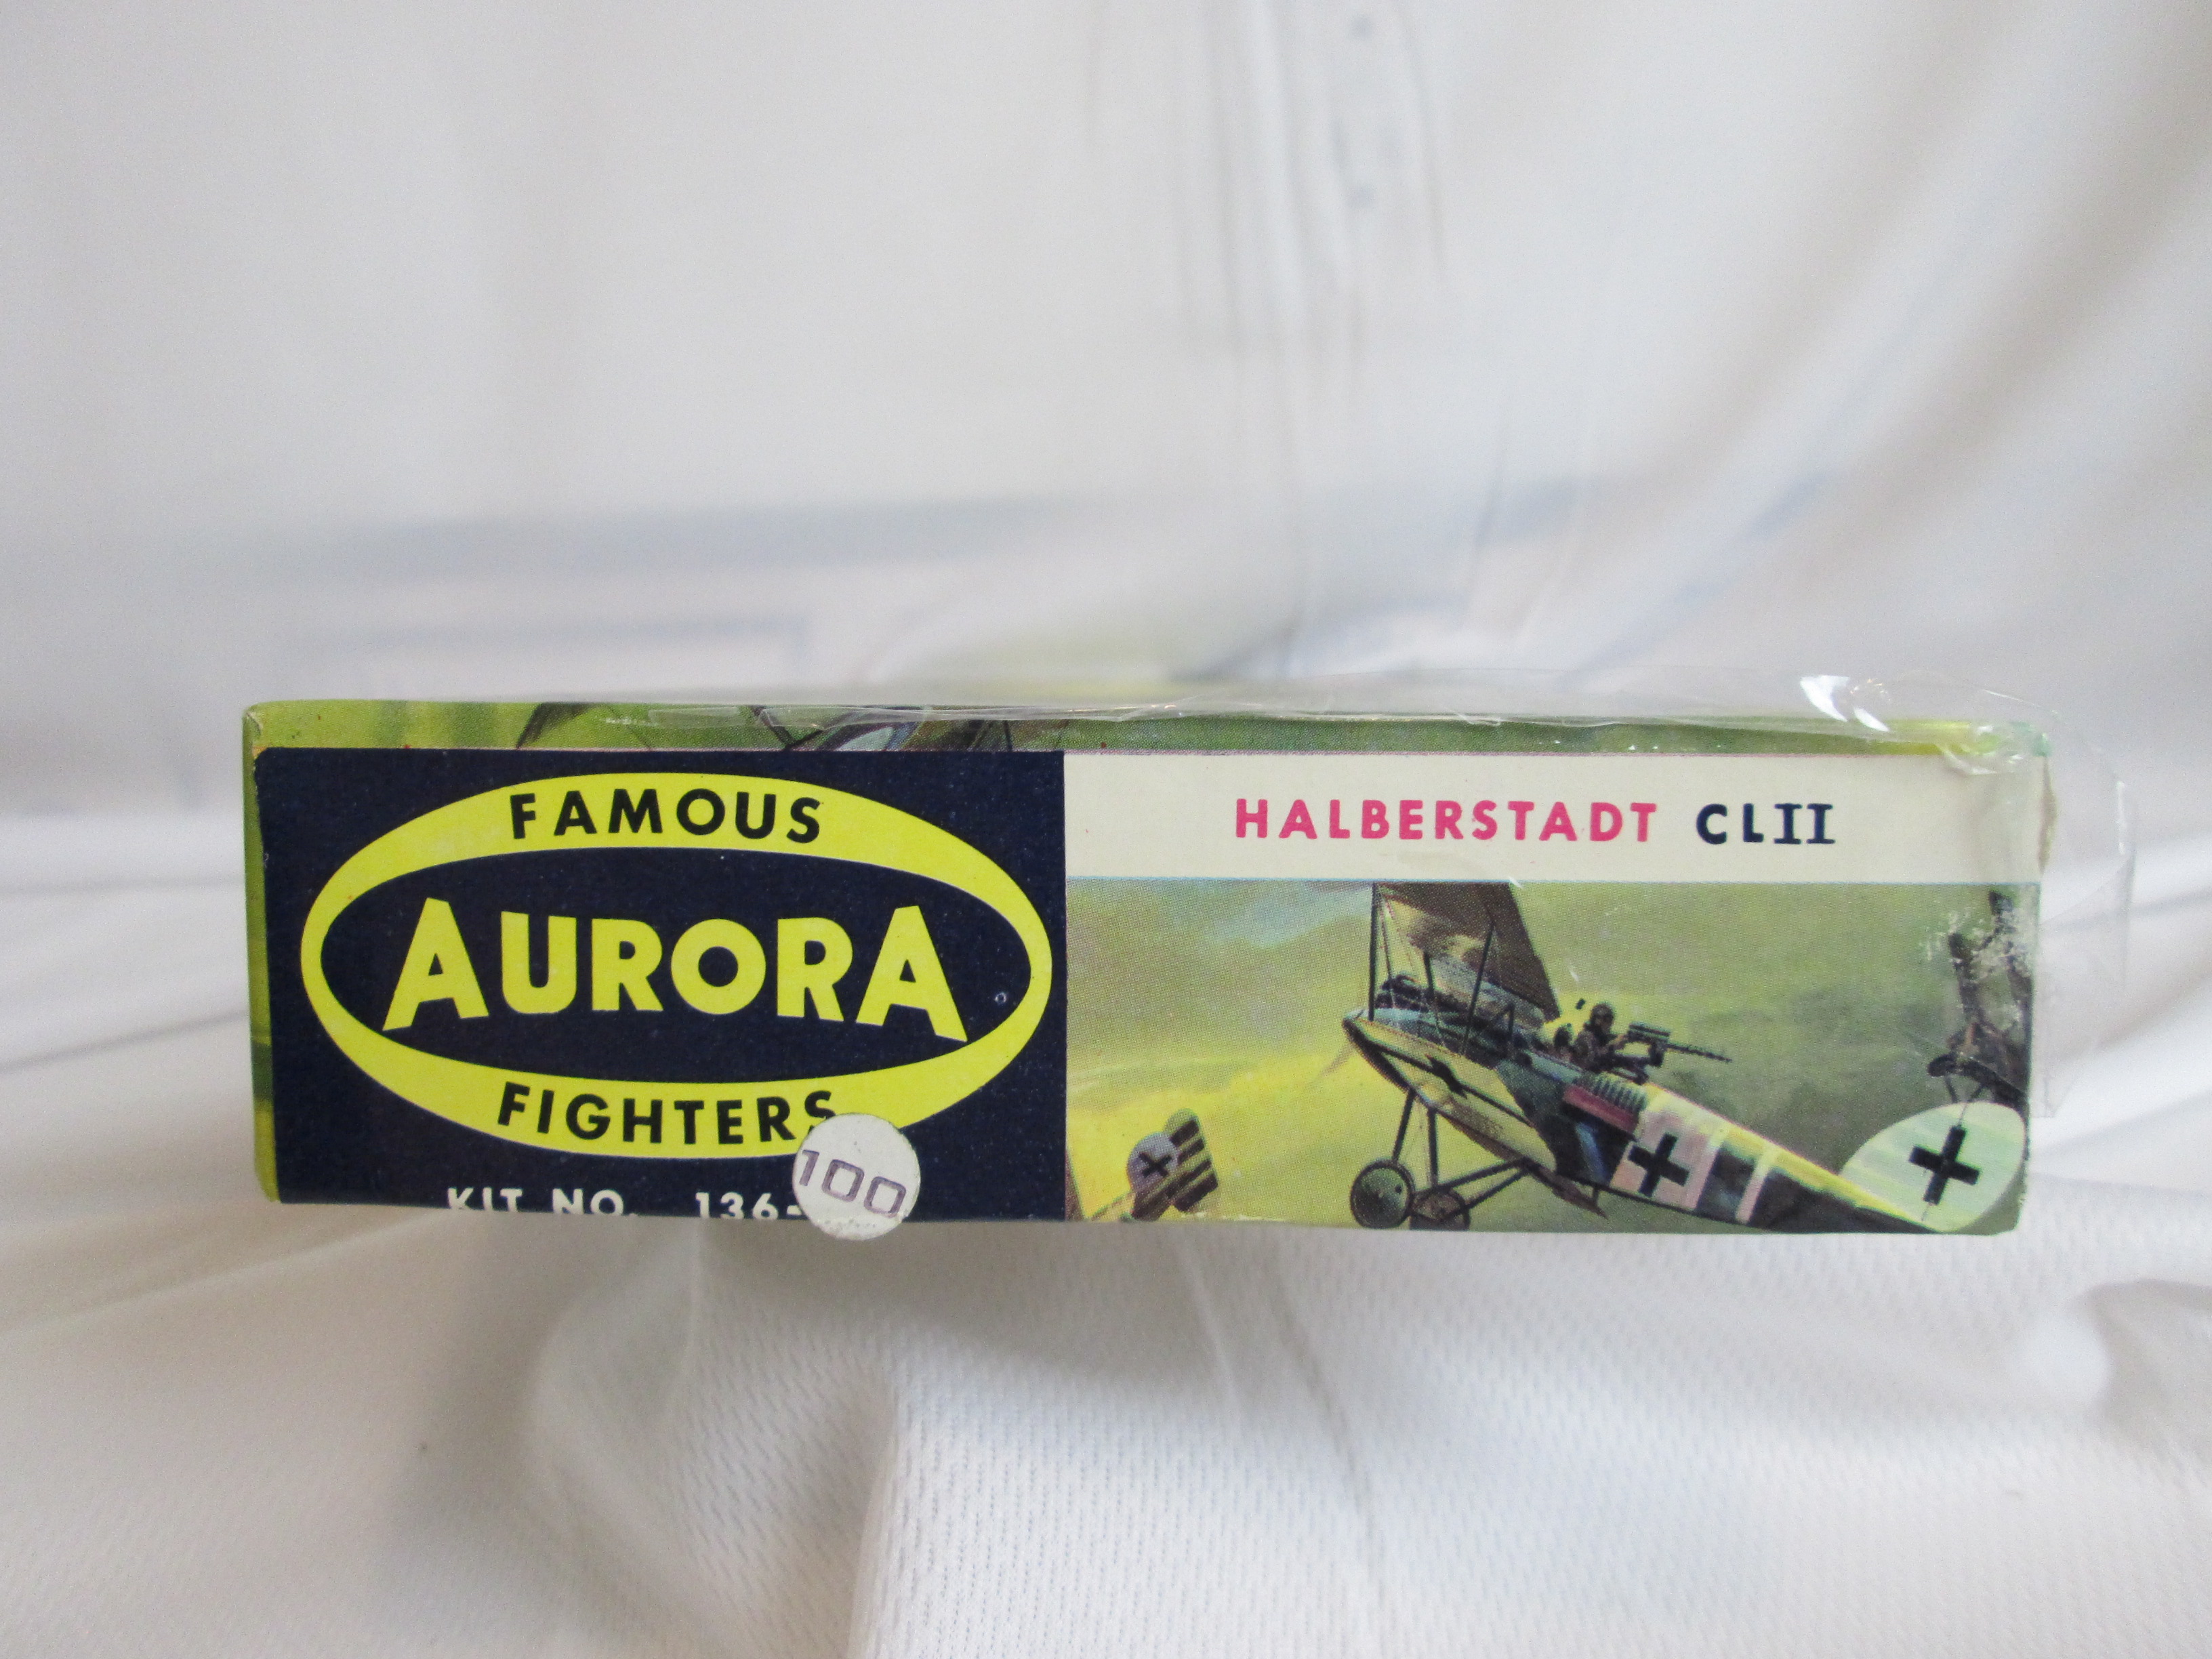 FAMOUS
AURORA
FIGHTERS
KIT NO. 136-
100
HALBERSTADT CLII